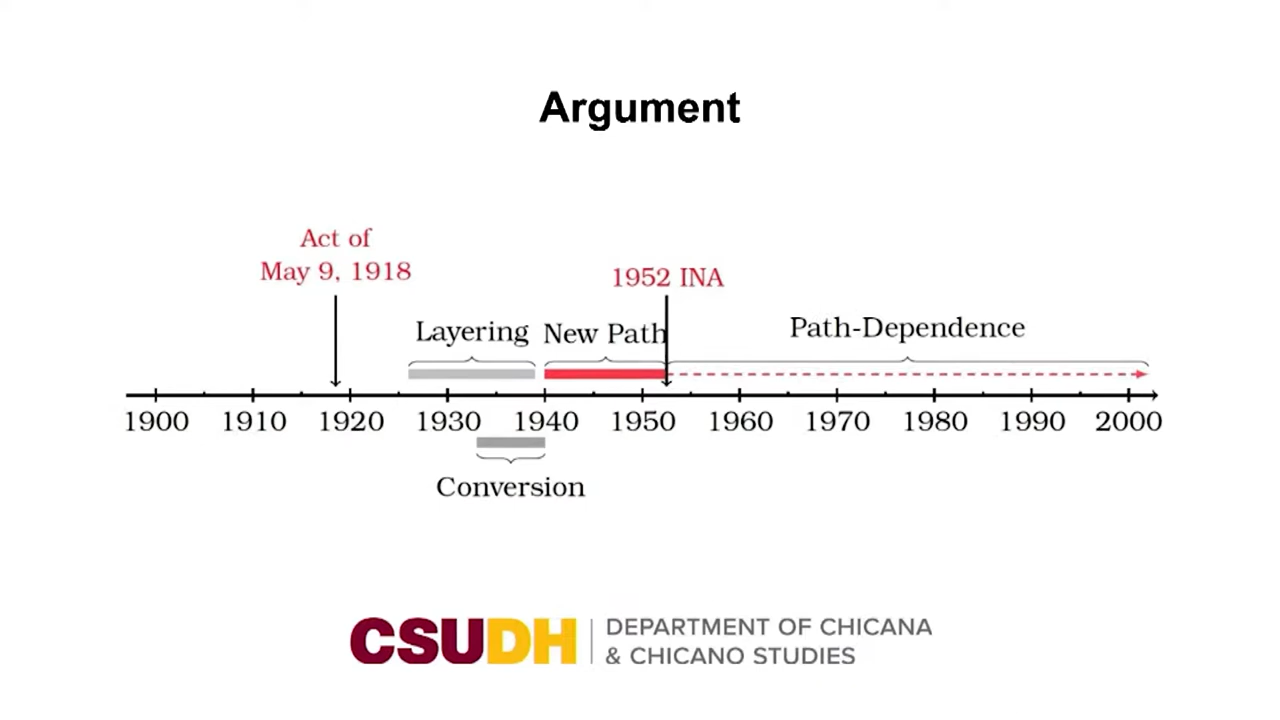 Argument
Act of
May 9, 1918
1952 INA
Layering
New Path
Path-Dependence
1900 1910 1920 1930 1940 1950 1960 1970 1980 1990 2000
Conversion
CSUDH
DEPARTMENT OF CHICANA
& CHICANO STUDIES